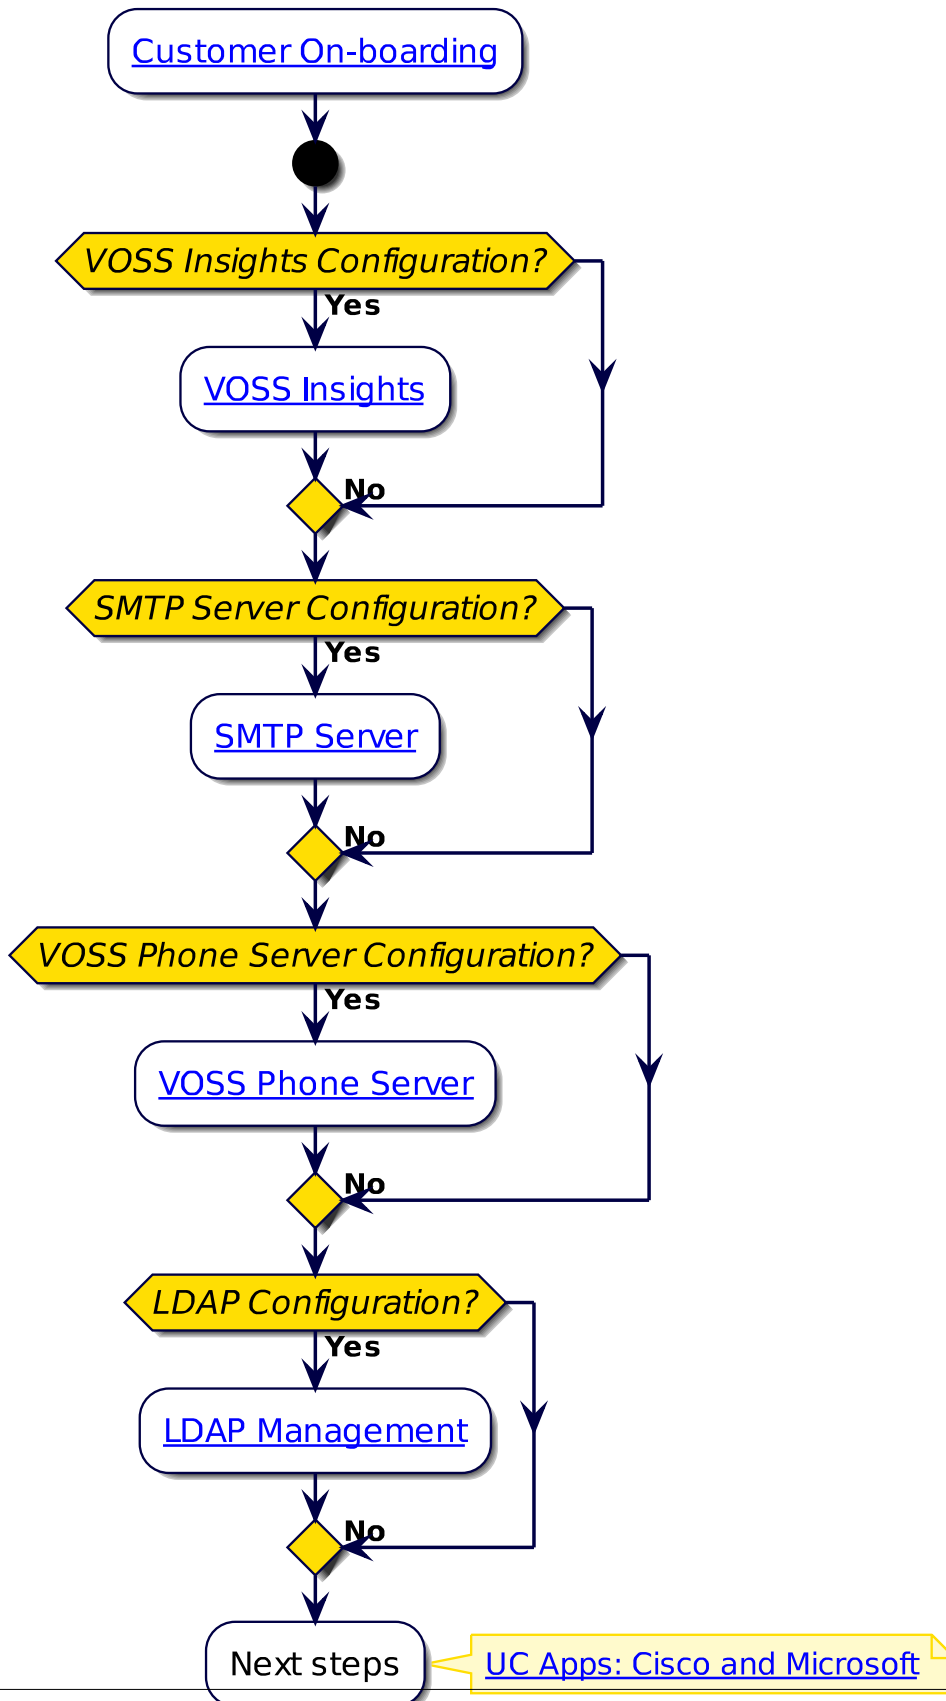 Customer On-boarding
VOSS Insights Configuration?
Yes
VOSS Insights
No
SMTP Server Configuration?
Yes
SMTP Server
No
VOSS Phone Server Configuration?
Yes
VOSS Phone Server
No
LDAP Configuration?
Yes
LDAP Management
No
Next steps
UC Apps: Cisco and Microsoft